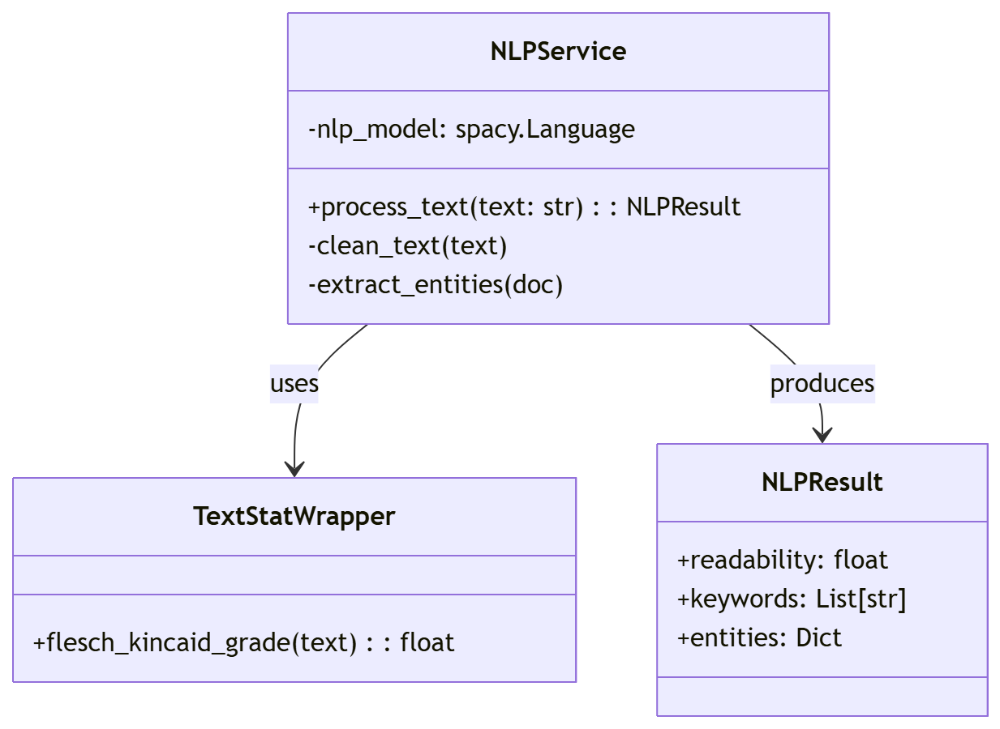 NLPService
-nlp_model: spacy.Language
+process_text(text: str) : : NLPResult
-clean_text(text)
-extract_entities(doc)
uses
produces
TextStatWrapper
+flesch_kincaid_grade(text) : : float
NLPResult
+readability: float
+keywords: List[str]
+entities: Dict